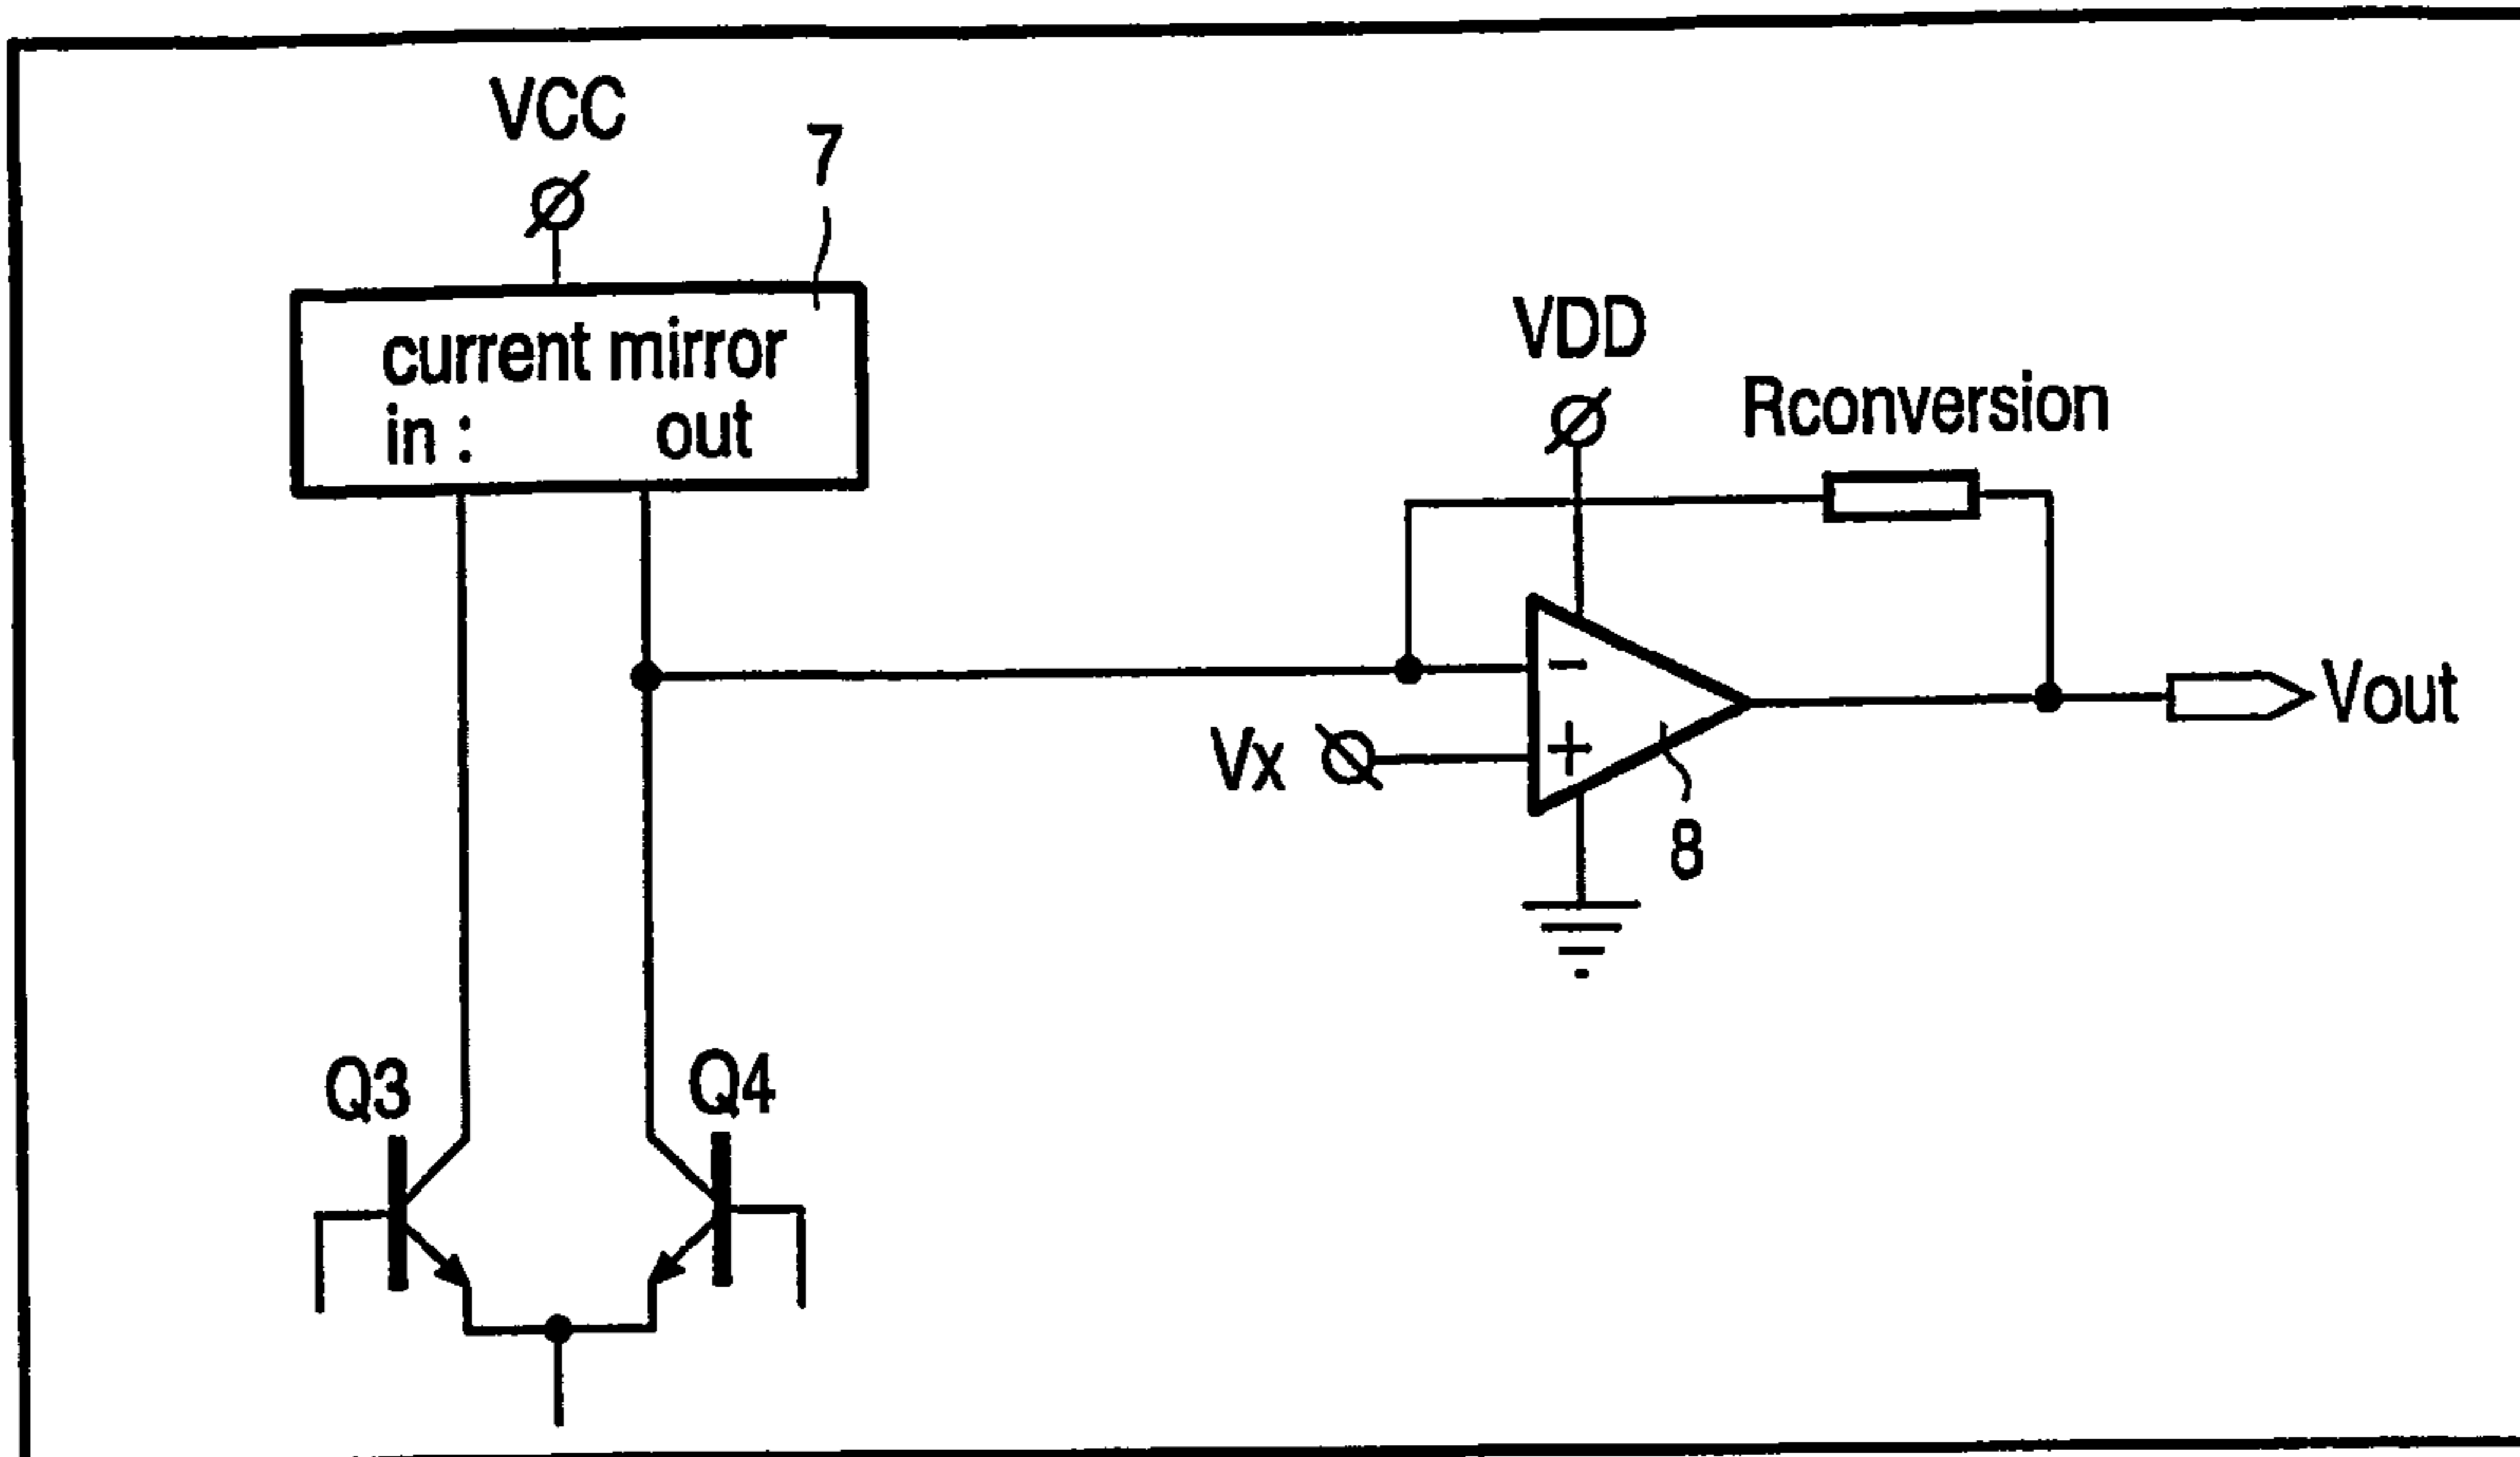 VCC
7
current mirror
in : out
VDD
Rconversion
−
Vx
+
Vout
8
Q3
Q4